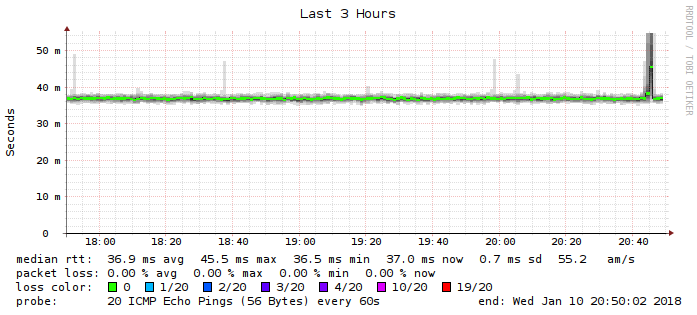 Last 3 Hours
RRDTOOL / TOBI OETIKER
Seconds
50 m
40 m
30 m
20 m
10 m
0
18:00 18:20 18:40 19:00 19:20 19:40 20:00 20:20 20:40
median rtt: 36.9 ms avg 45.5 ms max 36.5 ms min 37.0 ms now 0.7 ms sd 55.2 am/s
packet loss: 0.00 % avg 0.00 % max 0.00 % min 0.00 % now
loss color: 0 1/20 2/20 3/20 4/20 10/20 19/20
probe: 20 ICMP Echo Pings (56 Bytes) every 60s end: Wed Jan 10 20:50:02 2018